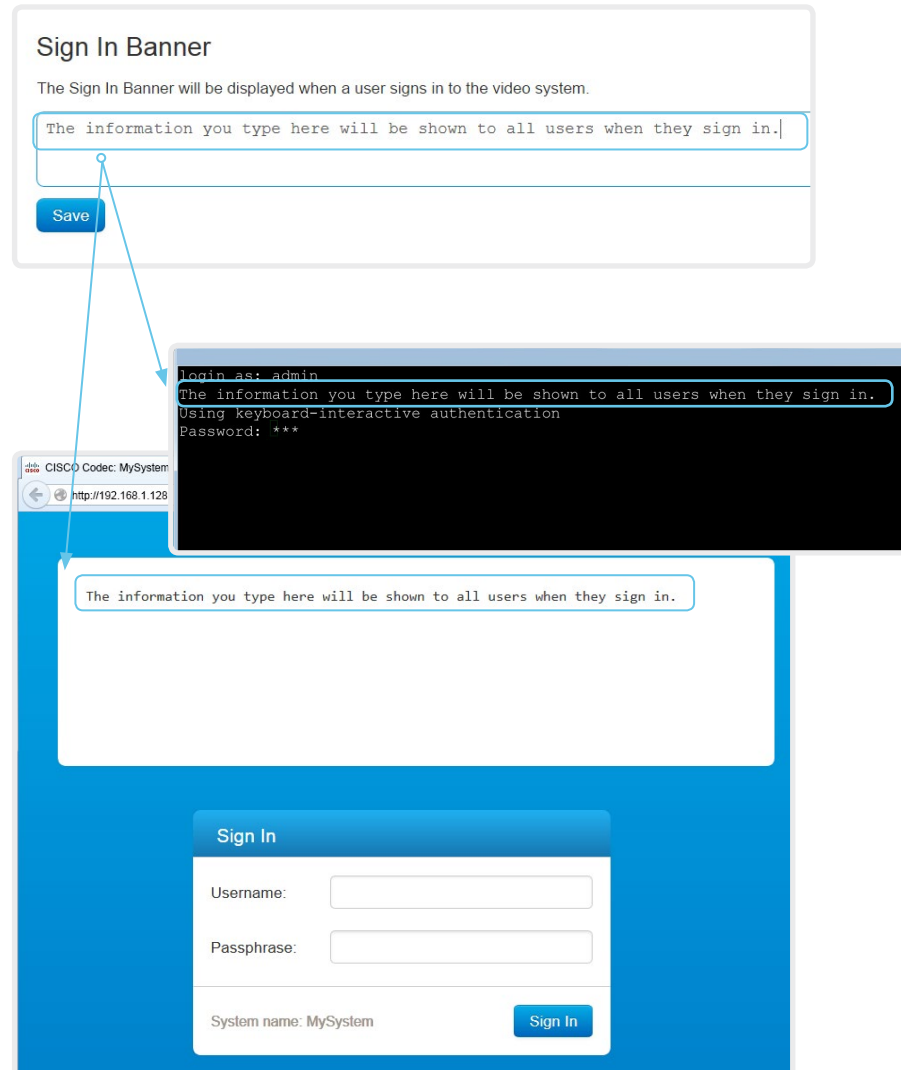 Sign In Banner
The Sign In Banner will be displayed when a user signs in to the video system.
The information you type here will be shown to all users when they sign in.
Save
login as: admin
The information you type here will be shown to all users when they sign in.
Using keyboard-interactive authentication
Password: ***
CISCO Codec: MySystem
http://192.168.1.128
The information you type here will be shown to all users when they sign in.
Sign In
Username:
Passphrase:
System name: MySystem
Sign In